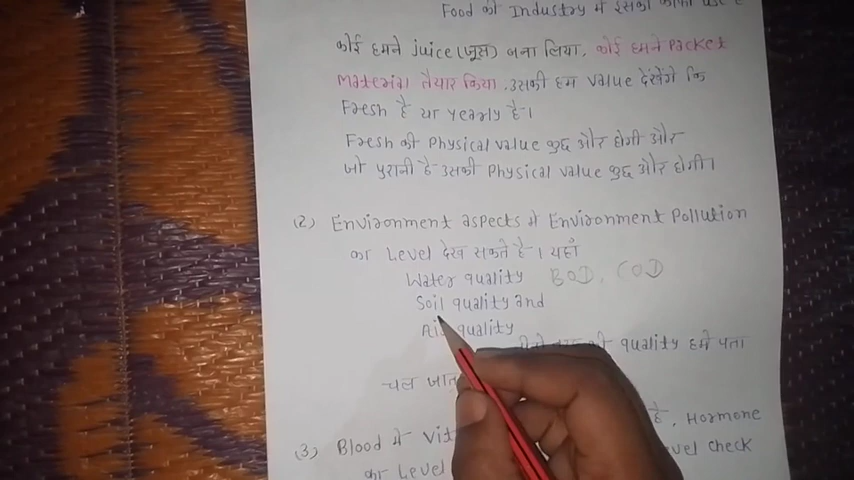 Food की Industry में इसका काफी use
कोई हमने juice (जूस) बना लिया, कोई हमने Packet
Material तैयार किया, उसकी हम value देखेंगे कि
Fresh है या yearly है।
Fresh की Physical value कुछ और होगी और
जो पुरानी है उसकी Physical value कुछ और होगी।
(2) Environment aspects में Environment Pollution
का Level देख सकते है। यहाँ
Water quality BOD, COD
Soil quality and
Air quality
की quality हमें पता
चल जाता
(3) Blood में है, Hormone
का Level Level check